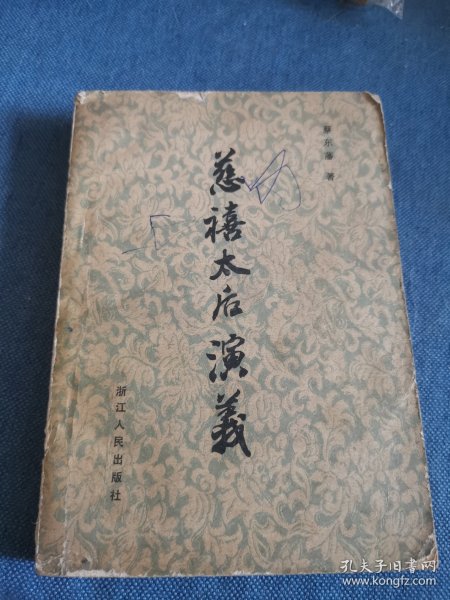 蔡东藩 著
慈禧太后演義
浙江人民出版社
孔夫子旧书网
www.kongfz.com